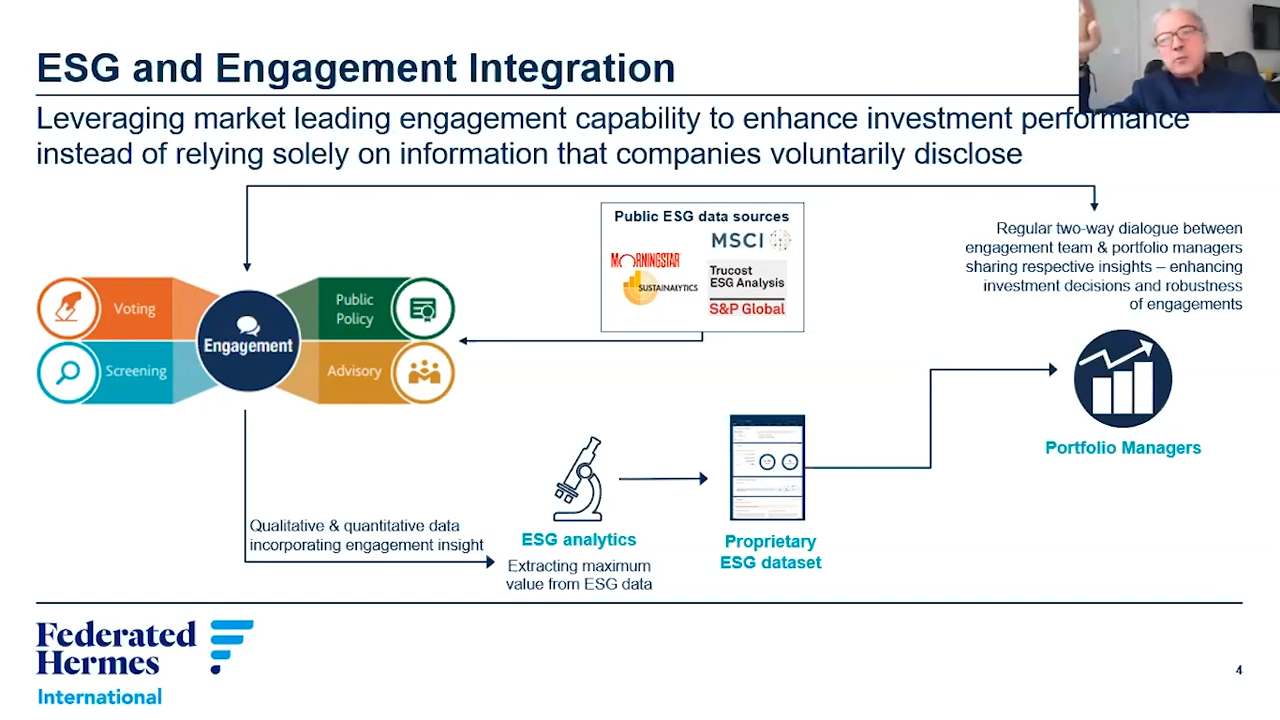 ESG and Engagement Integration
Leveraging market leading engagement capability to enhance investment performance
instead of relying solely on information that companies voluntarily disclose
Public ESG data sources
MSCI
MORNINGSTAR
SUSTAINALYTICS
Trucost
ESG Analysis
S&P Global
Regular two-way dialogue between
engagement team & portfolio managers
sharing respective insights – enhancing
investment decisions and robustness
of engagements
Voting
Public
Policy
Engagement
Screening
Advisory
Portfolio Managers
Qualitative & quantitative data
incorporating engagement insight
ESG analytics
Extracting maximum
value from ESG data
Proprietary
ESG dataset
Federated
Hermes
International
4